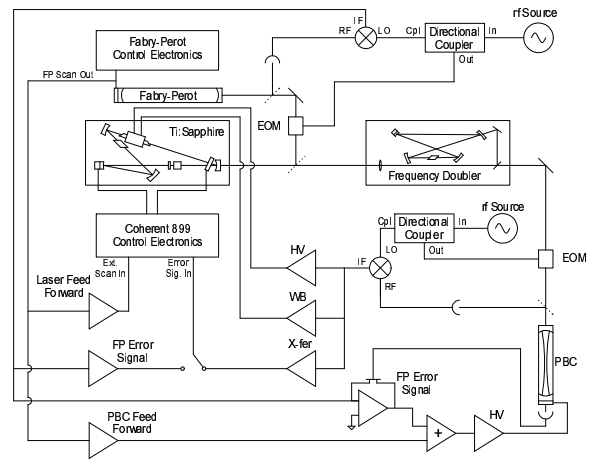 rf Source
IF
RF
LO
Cpl
Directional
Coupler
In
Out
Fabry-Perot
Control Electronics
FP Scan Out
Fabry-Perot
EOM
Ti:Sapphire
Frequency Doubler
rf Source
Cpl
Directional
Coupler
In
LO
Out
Coherent 899
Control Electronics
HV
IF
RF
EOM
Ext.
Scan In
Error
Sig. In
Laser Feed
Forward
WB
X-fer
FP Error
Signal
PBC
FP Error
Signal
PBC Feed
Forward
+
HV